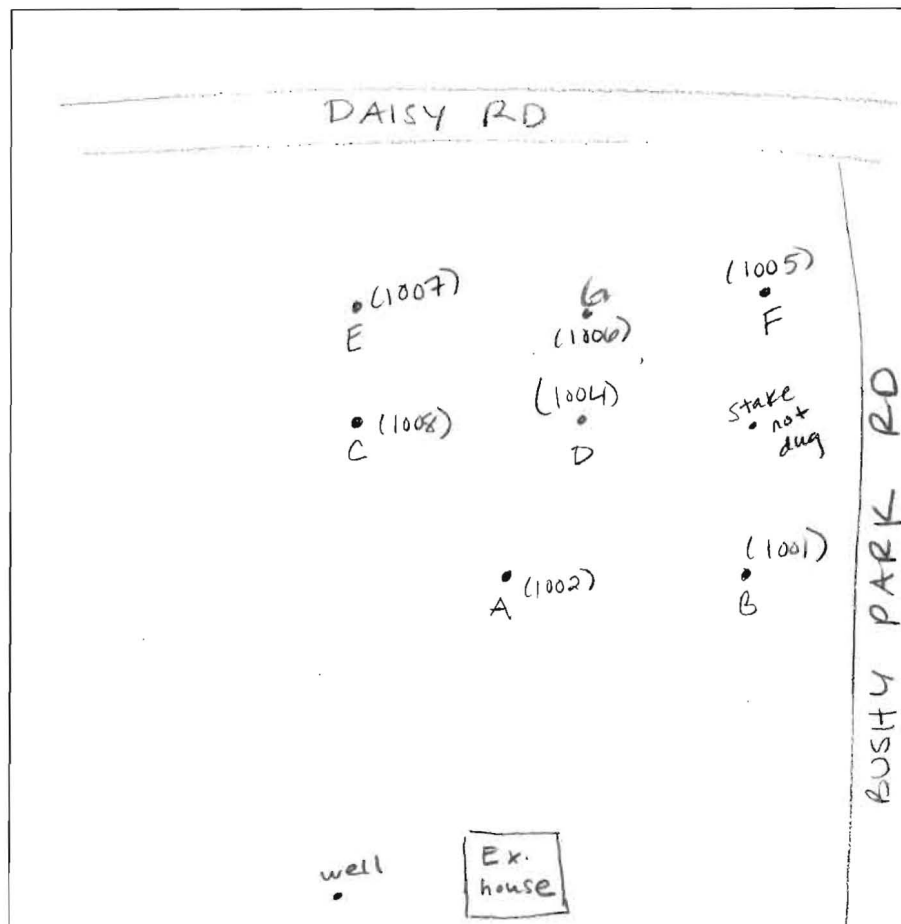 DAISY RD
(1005)
(1007)
G
E
(1006)
F
(1004)
stake
not
dug
(1008)
C
D
BUSHY PARK RD
(1001)
(1002)
A
B
well
Ex.
house